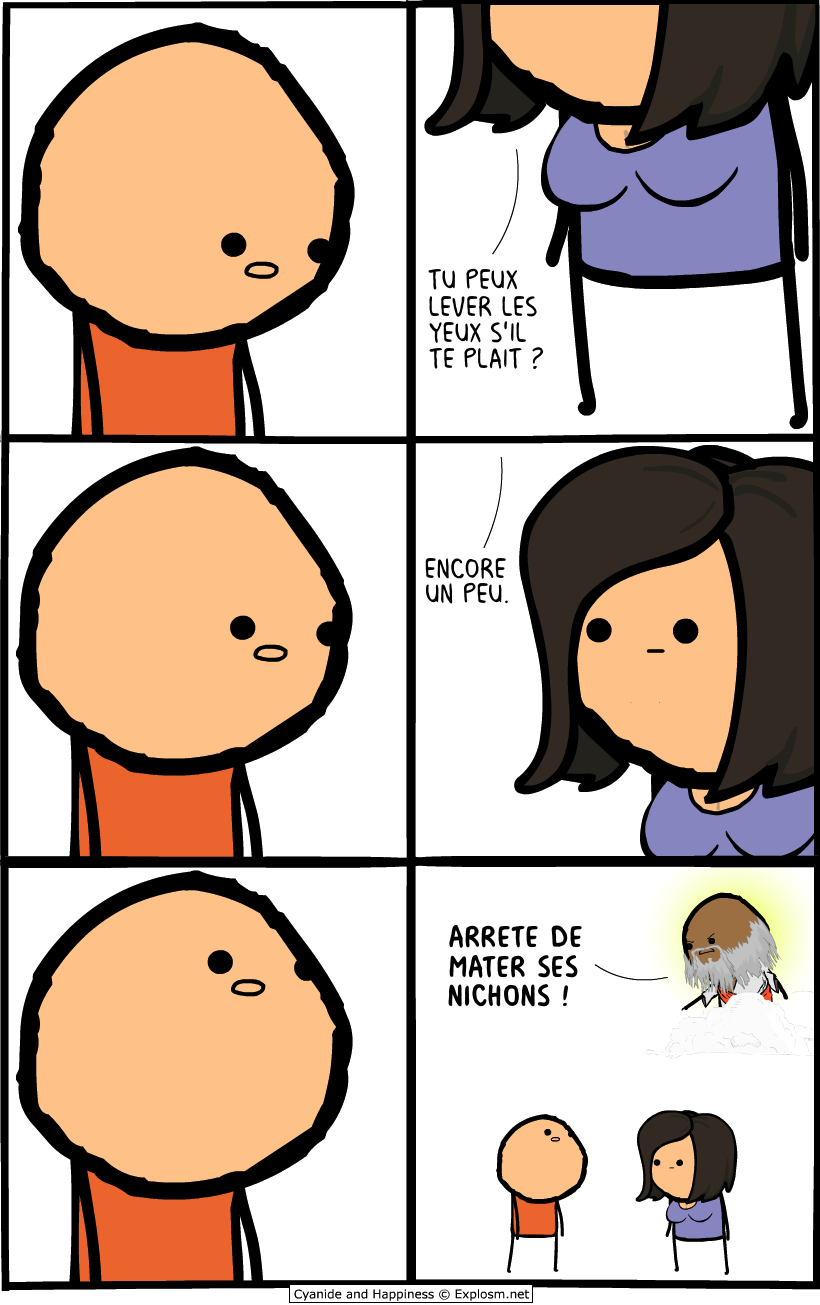 TU PEUX
LEVER LES
YEUX S'IL
TE PLAIT ?
ENCORE
UN PEU.
ARRETE DE
MATER SES
NICHONS !
Cyanide and Happiness © Explosm.net